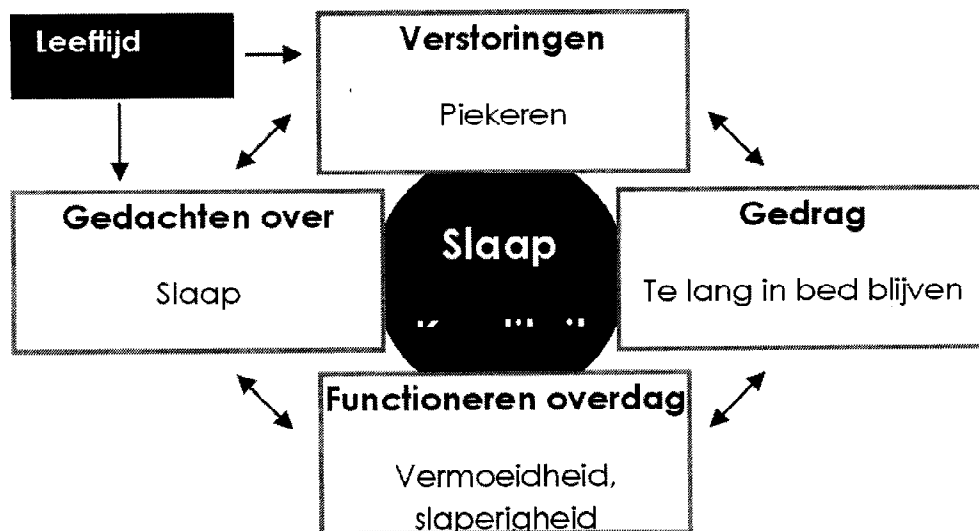 Leeftijd
Verstoringen
Piekeren
Gedachten over
Slaap
Slaap
Gedrag
Te lang in bed blijven
Functioneren overdag
Vermoeidheid,
slaperigheid